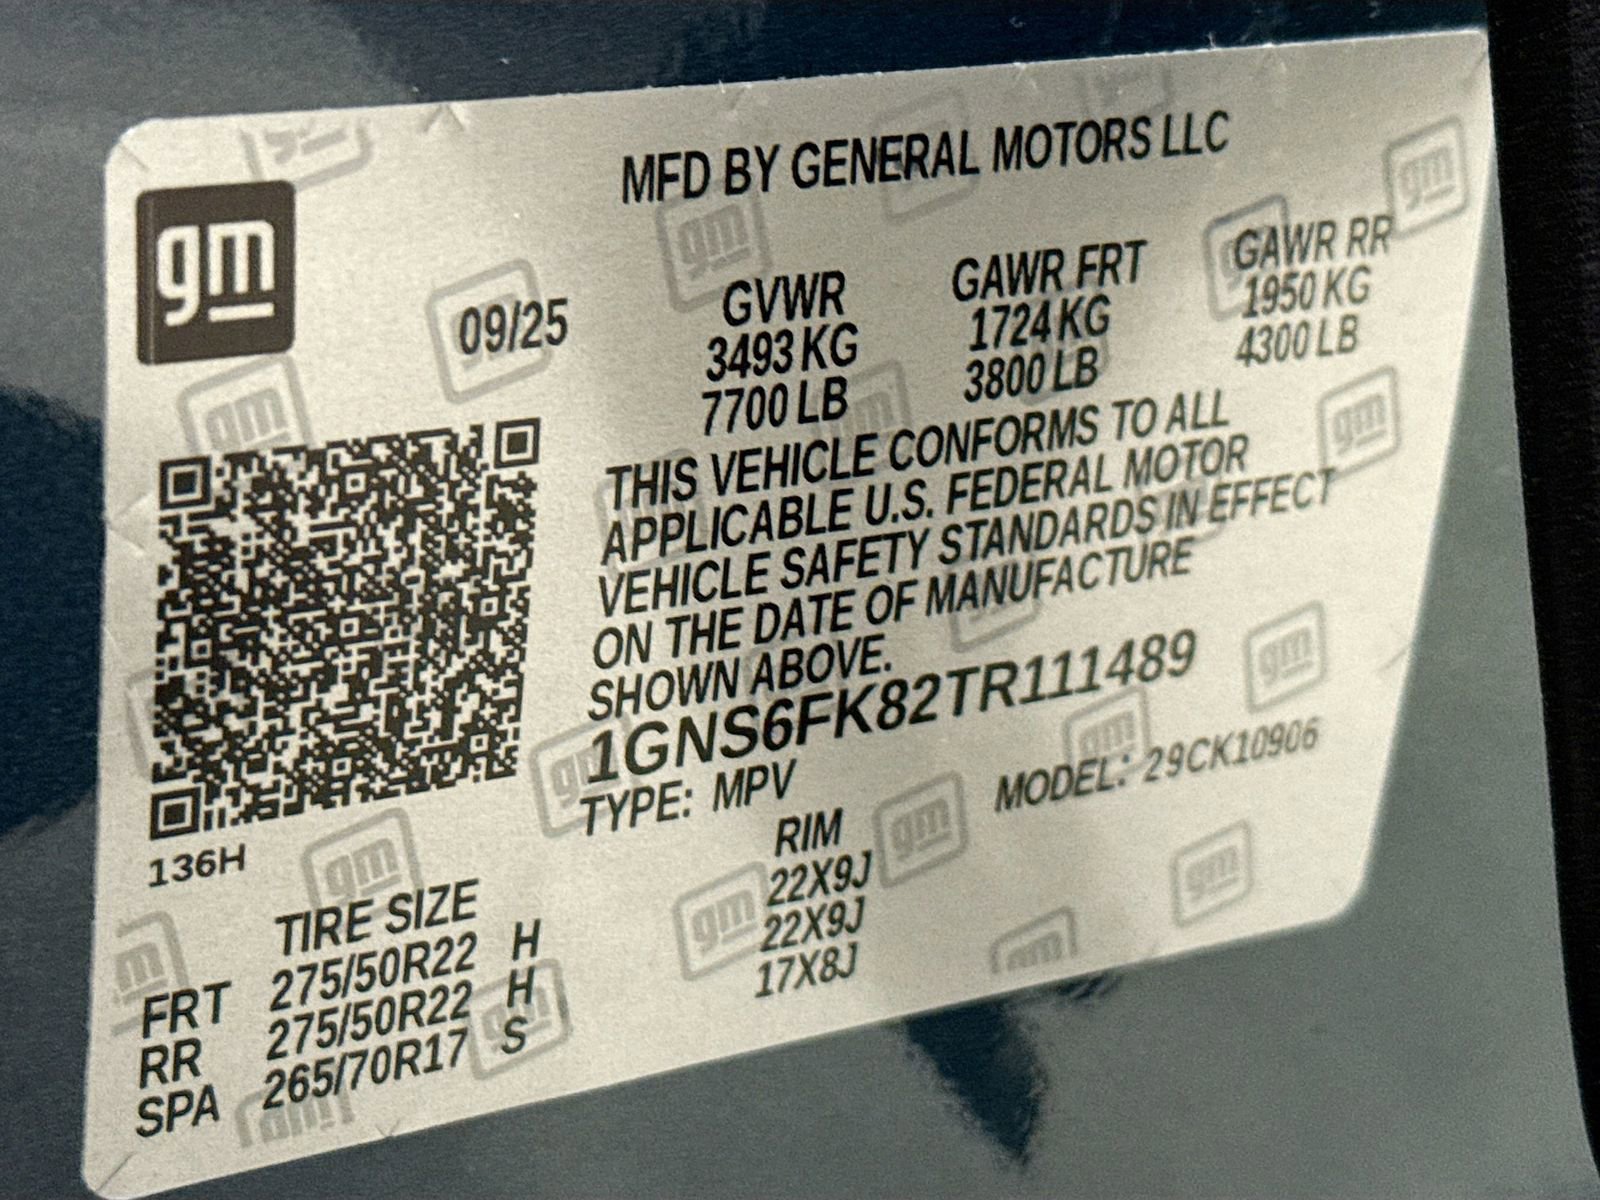 MFD BY GENERAL MOTORS LLC
gm
09/25
GVWR GAWR FRT GAWR RR
3493 KG 1724 KG 1950 KG
7700 LB 3800 LB 4300 LB
THIS VEHICLE CONFORMS TO ALL
APPLICABLE U.S. FEDERAL MOTOR
VEHICLE SAFETY STANDARDS IN EFFECT
ON THE DATE OF MANUFACTURE
SHOWN ABOVE.
1GNS6FK82TR111489
TYPE: MPV MODEL: 29CK10906
136H
TIRE SIZE RIM
FRT 275/50R22 H 22X9J
RR 275/50R22 H 22X9J
SPA 265/70R17 S 17X8J